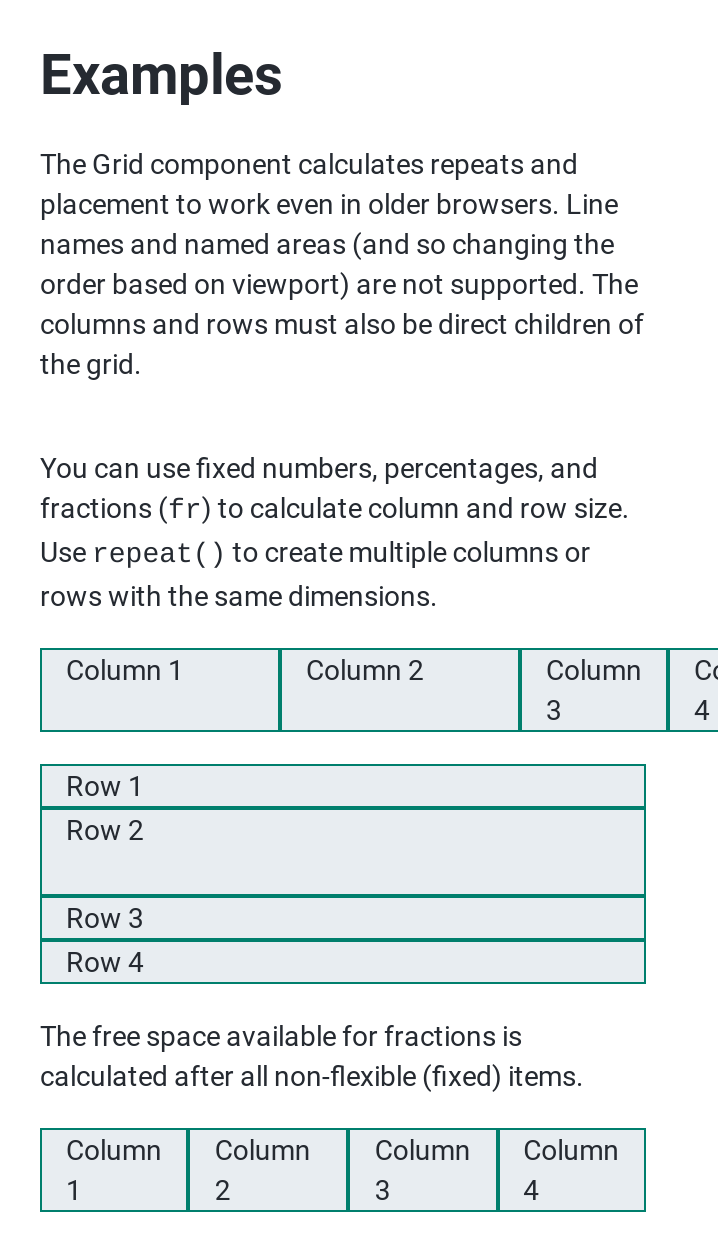 Examples
The Grid component calculates repeats and
placement to work even in older browsers. Line
names and named areas (and so changing the
order based on viewport) are not supported. The
columns and rows must also be direct children of
the grid.
You can use fixed numbers, percentages, and
fractions (fr) to calculate column and row size.
Use repeat() to create multiple columns or
rows with the same dimensions.
Column 1 Column 2 Column
3 4
Row 1
Row 2
Row 3
Row 4
The free space available for fractions is
calculated after all non-flexible (fixed) items.
Column Column Column Column
1 2 3 4